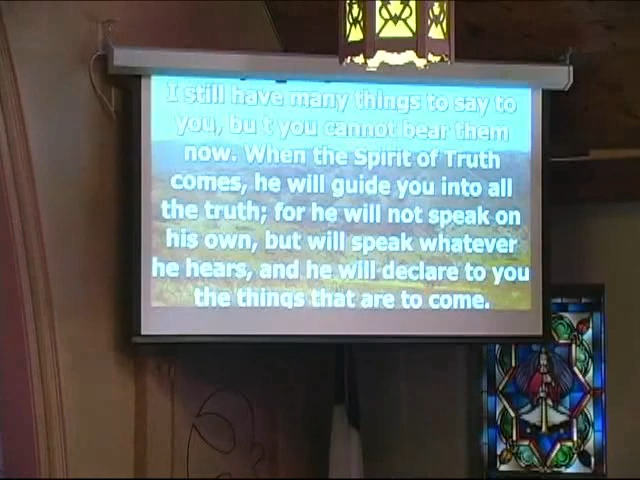 I still have many things to say to
you, but you cannot bear them
now. When the Spirit of Truth
comes, he will guide you into all
the truth; for he will not speak on
his own, but will speak whatever
he hears, and he will declare to you
the things that are to come.